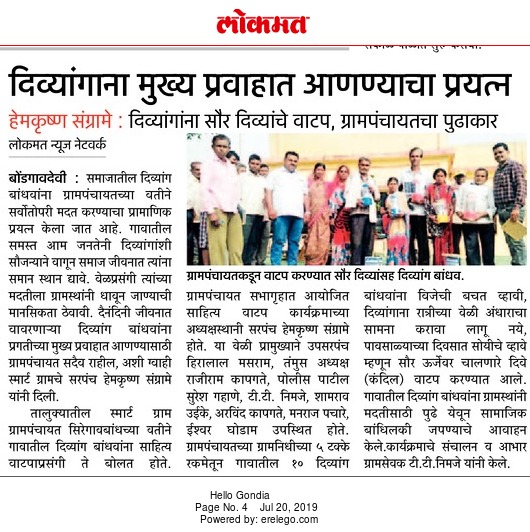 लोकमत
दिव्यांगाना मुख्य प्रवाहात आणण्याचा प्रयत्न
हेमकृष्ण संग्रामे : दिव्यांगांना सौर दिव्यांचे वाटप, ग्रामपंचायतचा पुढाकार
लोकमत न्यूज नेटवर्क
बोंडगावदेवी : समाजातील दिव्यांग
बांधवांना ग्रामपंचायतच्या वतीने
सर्वोतोपरी मदत करण्याचा प्रामाणिक
प्रयत्न केला जात आहे. गावातील
समस्त आम जनतेनी दिव्यांगांशी
सौजन्याने वागून समाज जीवनात त्यांना
समान स्थान द्यावे. वेळप्रसंगी त्यांच्या
मदतीला ग्रामस्थांनी धावून जाण्याची
मानसिकता ठेवावी. दैनंदिनी जीवनात
वावरणाऱ्या दिव्यांग बांधवांना
प्रगतीच्या मुख्य प्रवाहात आणण्यासाठी
ग्रामपंचायत सदैव राहील, अशी ग्वाही
स्मार्ट ग्रामचे सरपंच हेमकृष्ण संग्रामे
यांनी दिली.
तालुक्यातील स्मार्ट ग्राम
ग्रामपंचायत सिरेगावबांधच्या वतीने
गावातील दिव्यांग बांधवांना साहित्य
वाटपाप्रसंगी ते बोलत होते.
ग्रामपंचायतकडून वाटप करण्यात सौर दिव्यांसह दिव्यांग बांधव.
ग्रामपंचायत सभागृहात आयोजित
साहित्य वाटप कार्यक्रमाच्या
अध्यक्षस्थानी सरपंच हेमकृष्ण संग्रामे
होते. या वेळी प्रामुख्याने उपसरपंच
हिरालाल मसराम, तंमुस अध्यक्ष
राजीराम कापगते, पोलीस पाटील
सुरेश गहाणे, टी.टी. निमजे, शामराव
उईके, अरविंद कापगते, मनराज पचारे,
ईश्वर घोडाम उपस्थित होते.
ग्रामपंचायतच्या ग्रामनिधीच्या ५ टक्के
रकमेतून गावातील १० दिव्यांग
बांधवांना विजेची बचत व्हावी,
दिव्यांगाना रात्रीच्या वेळी अंधाराचा
सामना करावा लागू नये,
पावसाळ्याच्या दिवसात सोयीचे व्हावे
म्हणून सौर ऊर्जेवर चालणारे दिवे
(कंदिल) वाटप करण्यात आले.
गावातील दिव्यांग बांधवांना ग्रामस्थांनी
मदतीसाठी पुढे येवून सामाजिक
बांधिलकी जपण्याचे आवाहन
केले.कार्यक्रमाचे संचालन व आभार
ग्रामसेवक टी.टी.निमजे यांनी केले.
Hello Gondia
Page No. 4 Jul 20, 2019
Powered by: erelego.com